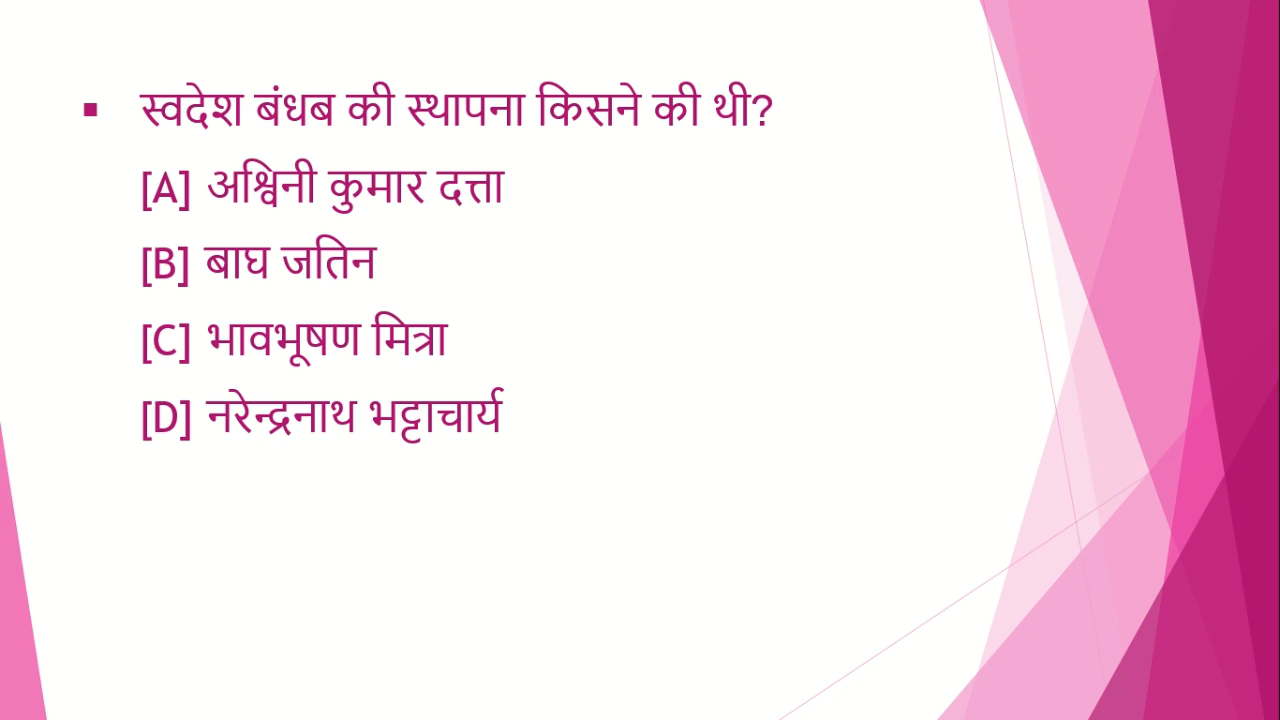 ▪ स्वदेश बंधब की स्थापना किसने की थी?
[A] अश्विनी कुमार दत्ता
[B] बाघ जतिन
[C] भावभूषण मित्रा
[D] नरेन्द्रनाथ भट्टाचार्य